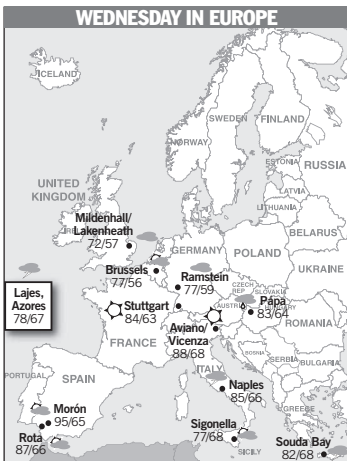 WEDNESDAY IN EUROPE
ICELAND
SWEDEN
FINLAND
NORWAY
ESTONIA
RUSSIA
LATVIA
LITHUANIA
UNITED
KINGDOM
BELARUS
Mildenhall/
Lakenheath
72/57
GERMANY
POLAND
UKRAINE
Brussels
77/56
Ramstein
77/59
Lajes,
Azores
78/67
CZECH
REP
SLOVAKIA
Stuttgart
84/63
AUSTRIA
HUNGARY
Pápa
83/64
ROMANIA
FRANCE
Aviano/
Vicenza
88/68
BOSNIA
SERBIA
BULGARIA
PORTUGAL
SPAIN
ITALY
Naples
85/66
Morón
95/65
GREECE
Rota
87/66
Sigonella
77/68
SICILY
Souda Bay
82/68